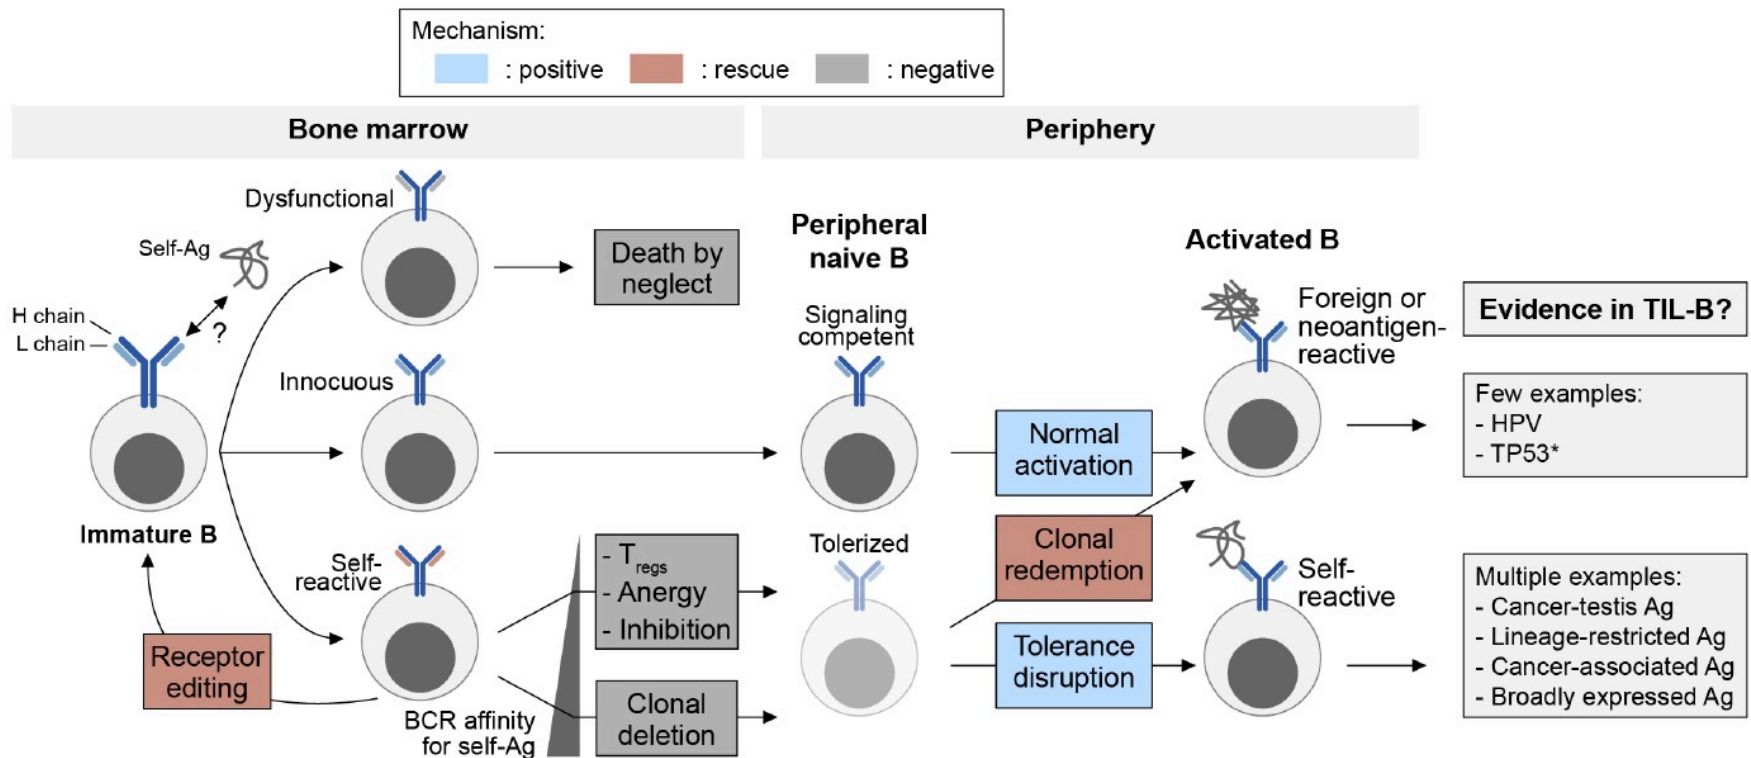 Mechanism:
: positive
: rescue
: negative
Bone marrow
Periphery
Dysfunctional
Self-Ag
H chain
L chain
?
Immature B
Death by
neglect
Innocuous
Self-
reactive
Receptor
editing
BCR affinity
for self-Ag
- Tregs
- Anergy
- Inhibition
Clonal
deletion
Peripheral
naive B
Signaling
competent
Tolerized
Normal
activation
Clonal
redemption
Tolerance
disruption
Activated B
Foreign or
neoantigen-
reactive
Self-
reactive
Evidence in TIL-B?
Few examples:
- HPV
- TP53*
Multiple examples:
- Cancer-testis Ag
- Lineage-restricted Ag
- Cancer-associated Ag
- Broadly expressed Ag